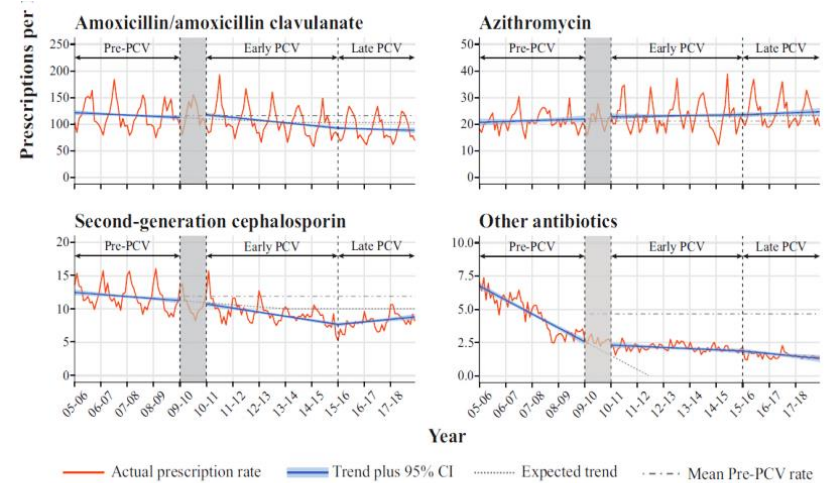 Amoxicillin/amoxicillin clavulanate
Azithromycin
Prescriptions per
250
200
150
100
50
0
Pre-PCV
Early PCV
Late PCV
50
40
30
20
10
0
Pre-PCV
Early PCV
Late PCV
Second-generation cephalosporin
Other antibiotics
20
15
10
5
0
Pre-PCV
Early PCV
Late PCV
10.0
7.5
5.0
2.5
0.0
Pre-PCV
Early PCV
Late PCV
05-06 06-07 07-08 08-09 09-10 10-11 11-12 12-13 13-14 14-15 15-16 16-17 17-18
05-06 06-07 07-08 08-09 09-10 10-11 11-12 12-13 13-14 14-15 15-16 16-17 17-18
Year
Actual prescription rate Trend plus 95% CI Expected trend Mean Pre-PCV rate